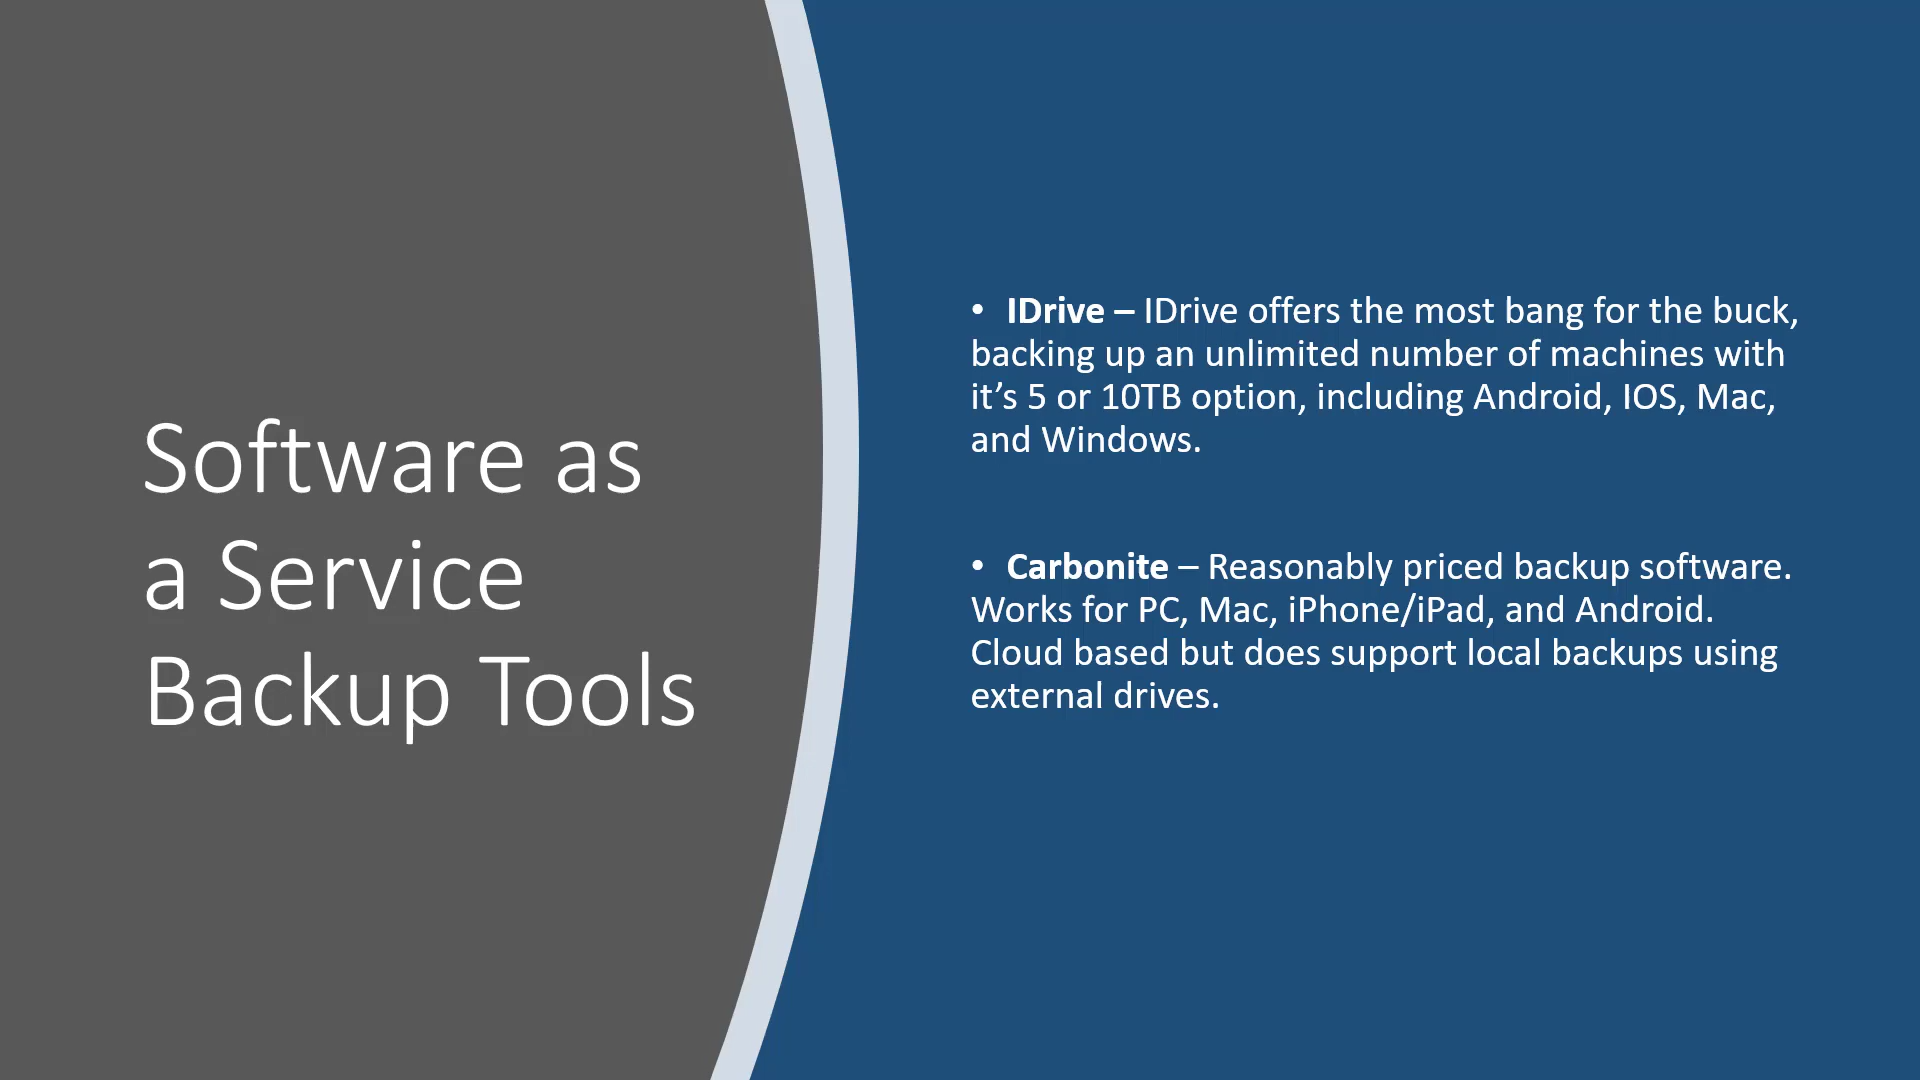 Software as
a Service
Backup Tools
• IDrive – IDrive offers the most bang for the buck,
backing up an unlimited number of machines with
it’s 5 or 10TB option, including Android, IOS, Mac,
and Windows.
• Carbonite – Reasonably priced backup software.
Works for PC, Mac, iPhone/iPad, and Android.
Cloud based but does support local backups using
external drives.